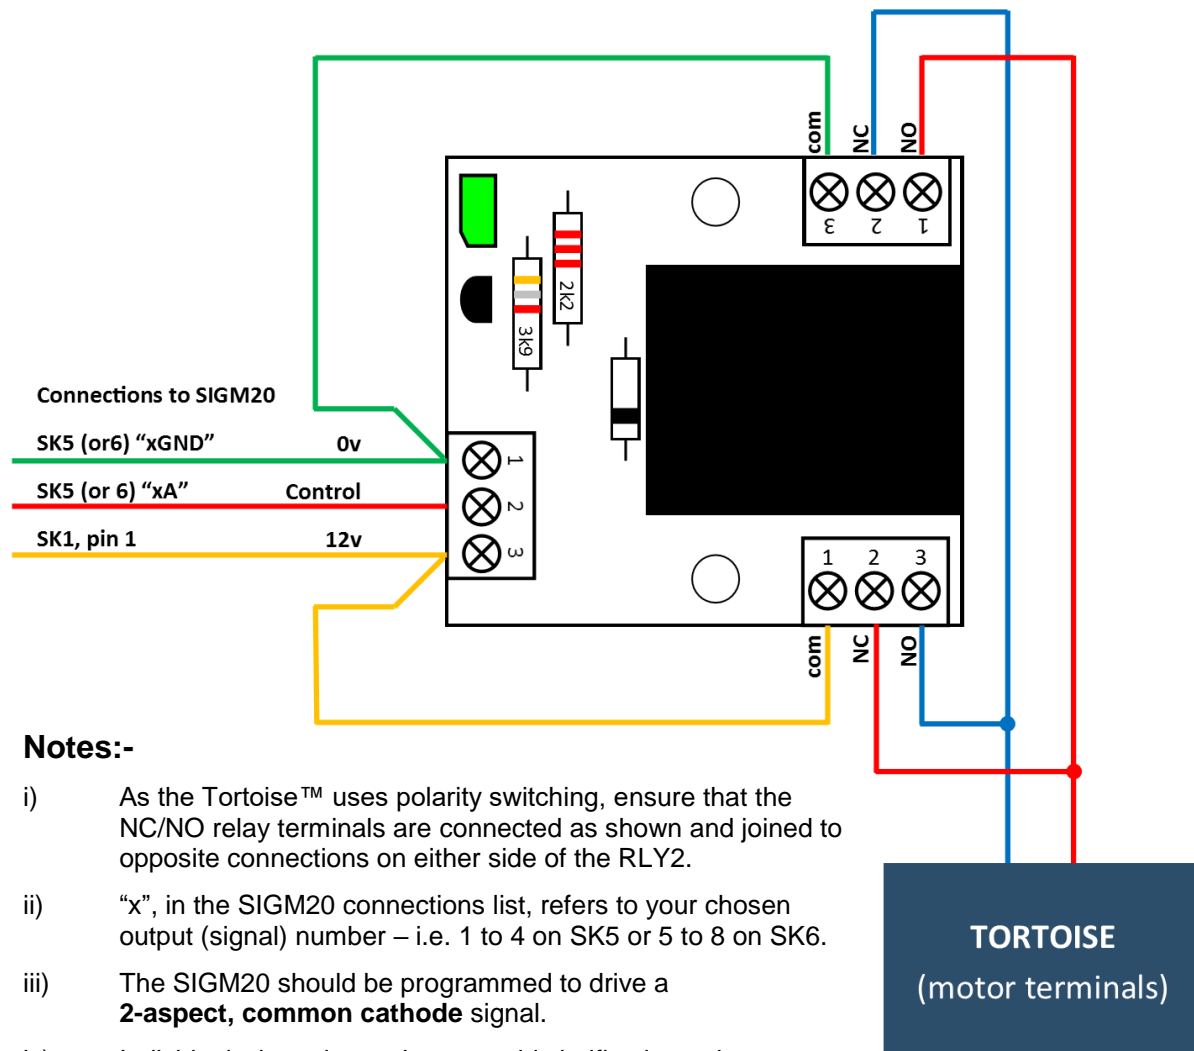 com
NC
NO
3
2
1
2k2
3k9
Connections to SIGM20
SK5 (or6) “xGND” 0v
1
SK5 (or 6) “xA” Control
2
SK1, pin 1 12v
3
1 2 3
com
NC
NO
Notes:-
i) As the Tortoise™ uses polarity switching, ensure that the
NC/NO relay terminals are connected as shown and joined to
opposite connections on either side of the RLY2.
ii) “x”, in the SIGM20 connections list, refers to your chosen
output (signal) number – i.e. 1 to 4 on SK5 or 5 to 8 on SK6.
iii) The SIGM20 should be programmed to drive a
2-aspect, common cathode signal.
TORTOISE
(motor terminals)